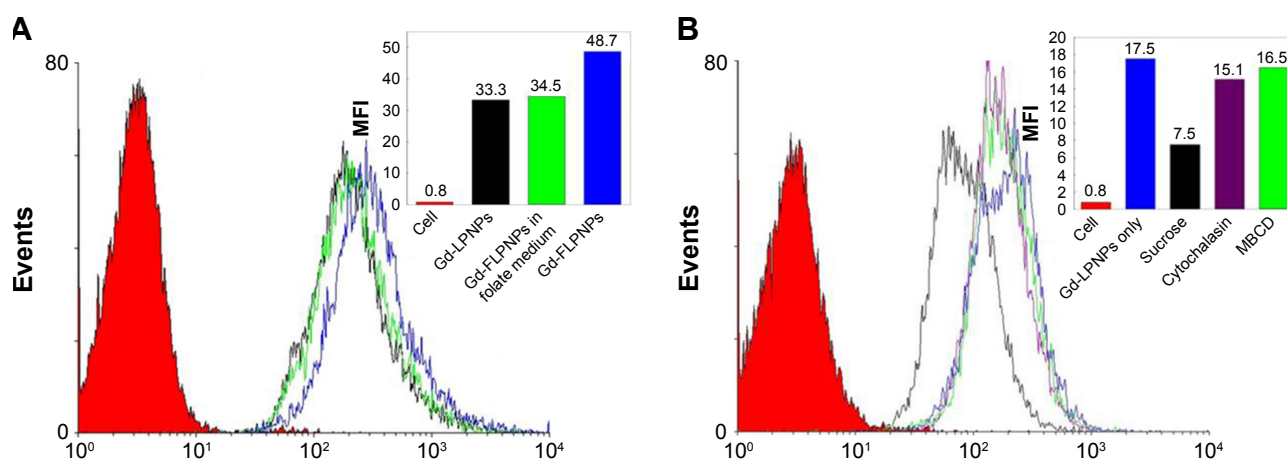 A
80
0
Events
10⁰ 10¹ 10² 10³ 10⁴
MFI
50
40
30
20
10
0
0.8
33.3
34.5
48.7
Cell
Gd-LPNPs
Gd-FLPNPs in
folate medium
Gd-FLPNPs
B
80
0
Events
10⁰ 10¹ 10² 10³ 10⁴
MFI
20
18
16
14
12
10
8
6
4
2
0
0.8
17.5
7.5
15.1
16.5
Cell
Gd-LPNPs only
Sucrose
Cytochalasin
MBCD